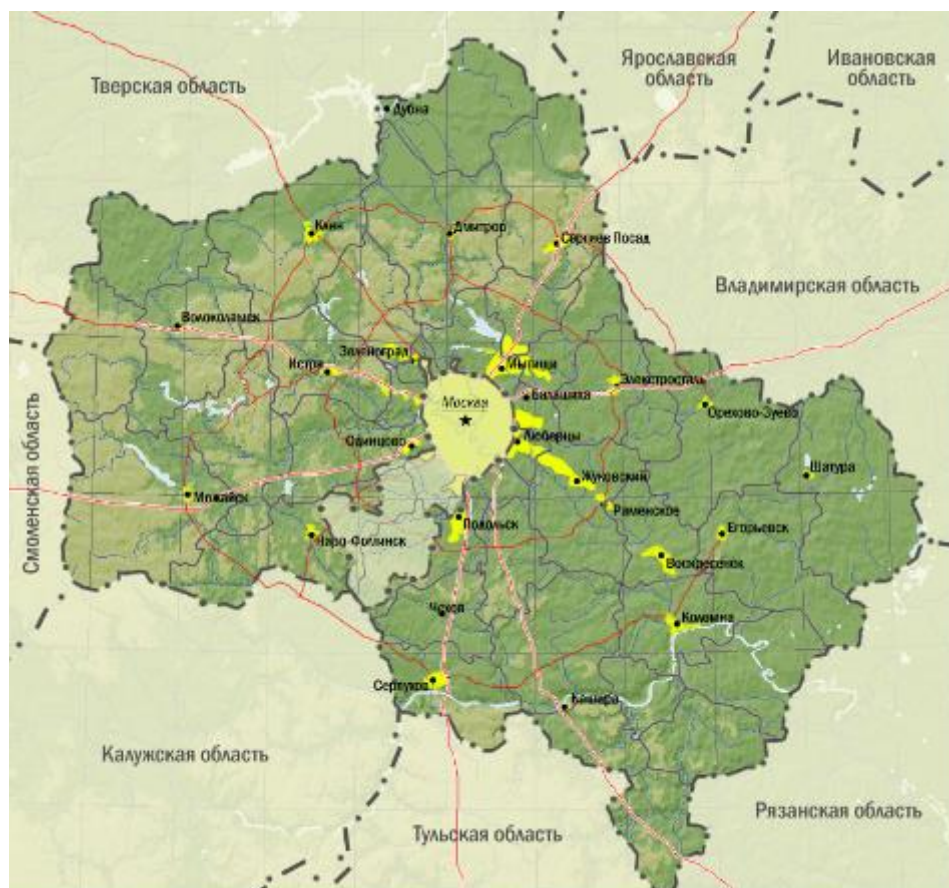 Ярославская
область
Ивановская
область
Тверская область
Дубна
Клин
Дмитров
Сергиев Посад
Владимирская область
Волоколамск
Зеленоград
Истра
Мытищи
Электросталь
Балашиха
Орехово-Зуево
Москва
Смоменская область
Одинцово
Люберцы
Жуковский
Шатура
Можайск
Раменское
Подольск
Егорьевск
Наро-Фоминск
Воскресенск
Чехов
Коломна
Серпухов
Кашира
Калужская область
Рязанская область
Тульская область